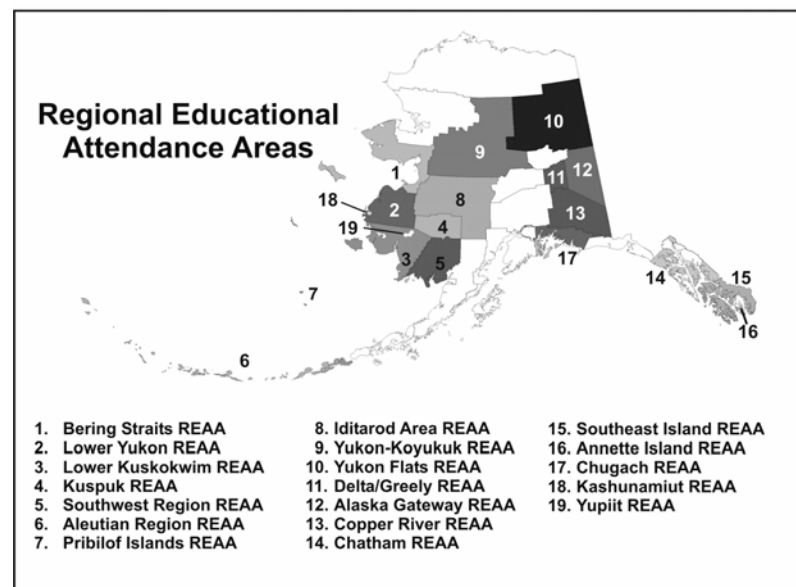 Regional Educational
Attendance Areas
10
9
1
11
12
8
18
2
13
19
4
3
5
17
14
15
7
16
6
1. Bering Straits REAA
2. Lower Yukon REAA
3. Lower Kuskokwim REAA
4. Kuspuk REAA
5. Southwest Region REAA
6. Aleutian Region REAA
7. Pribilof Islands REAA
8. Iditarod Area REAA
9. Yukon-Koyukuk REAA
10. Yukon Flats REAA
11. Delta/Greely REAA
12. Alaska Gateway REAA
13. Copper River REAA
14. Chatham REAA
15. Southeast Island REAA
16. Annette Island REAA
17. Chugach REAA
18. Kashunamiut REAA
19. Yupiit REAA